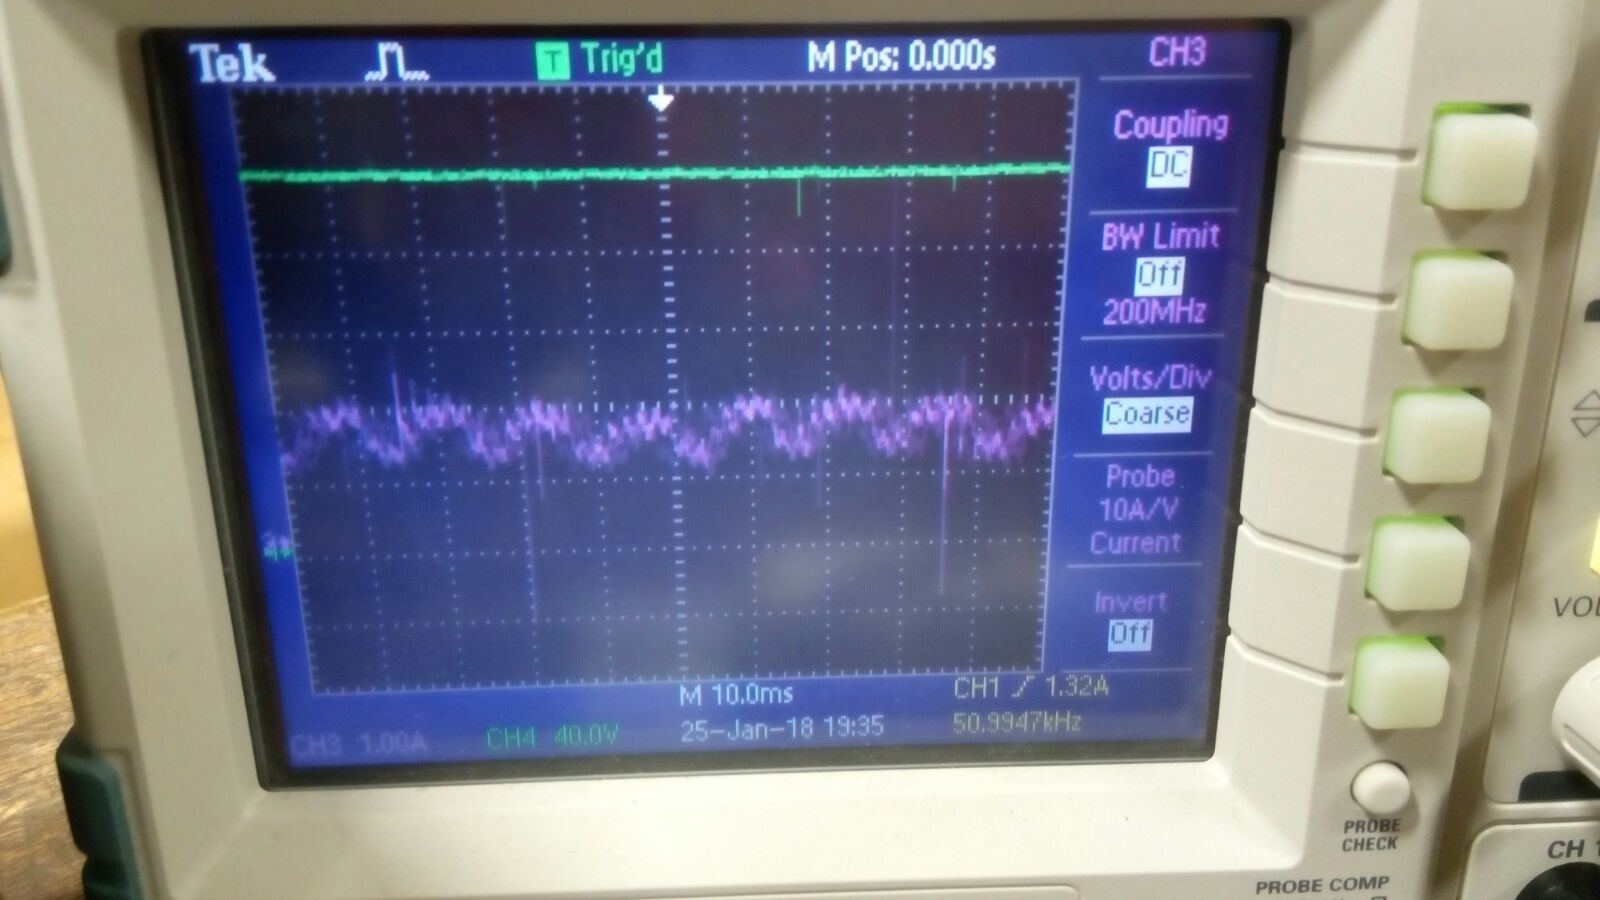 Tek
T Trig'd
M Pos: 0.000s
CH3
Coupling
DC
BW Limit
Off
200MHz
Volts/Div
Coarse
Probe
10A/V
Current
Invert
Off
CH3 1.00A
CH4 40.0V
M 10.0ms
25-Jan-18 19:35
CH1 1.32A
50.9947kHz
PROBE
CHECK
PROBE COMP
CH